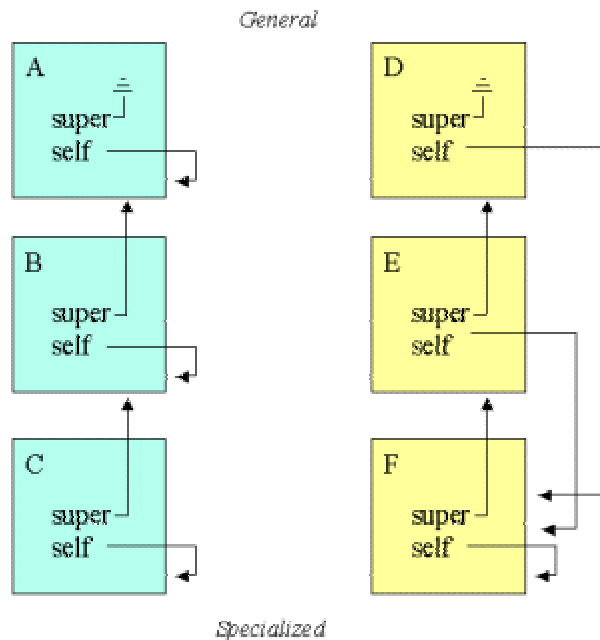 General
A
super
self
B
super
self
C
super
self
D
super
self
E
super
self
F
super
self
Specialized